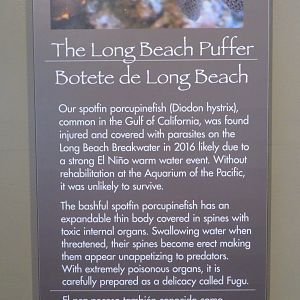 The Long Beach Puffer
Botete de Long Beach
Our spotfin porcupinefish (Diodon hystrix),
common in the Gulf of California, was found
injured and covered with parasites on the
Long Beach Breakwater in 2016 likely due to
a strong El Niño warm water event. Without
rehabilitation at the Aquarium of the Pacific,
it was unlikely to survive.
The bashful spotfin porcupinefish has an
expandable thin body covered in spines with
toxic internal organs. Swallowing water when
threatened, their spines become erect making
them appear unappetizing to predators.
With extremely poisonous organs, it is
carefully prepared as a delicacy called Fugu.